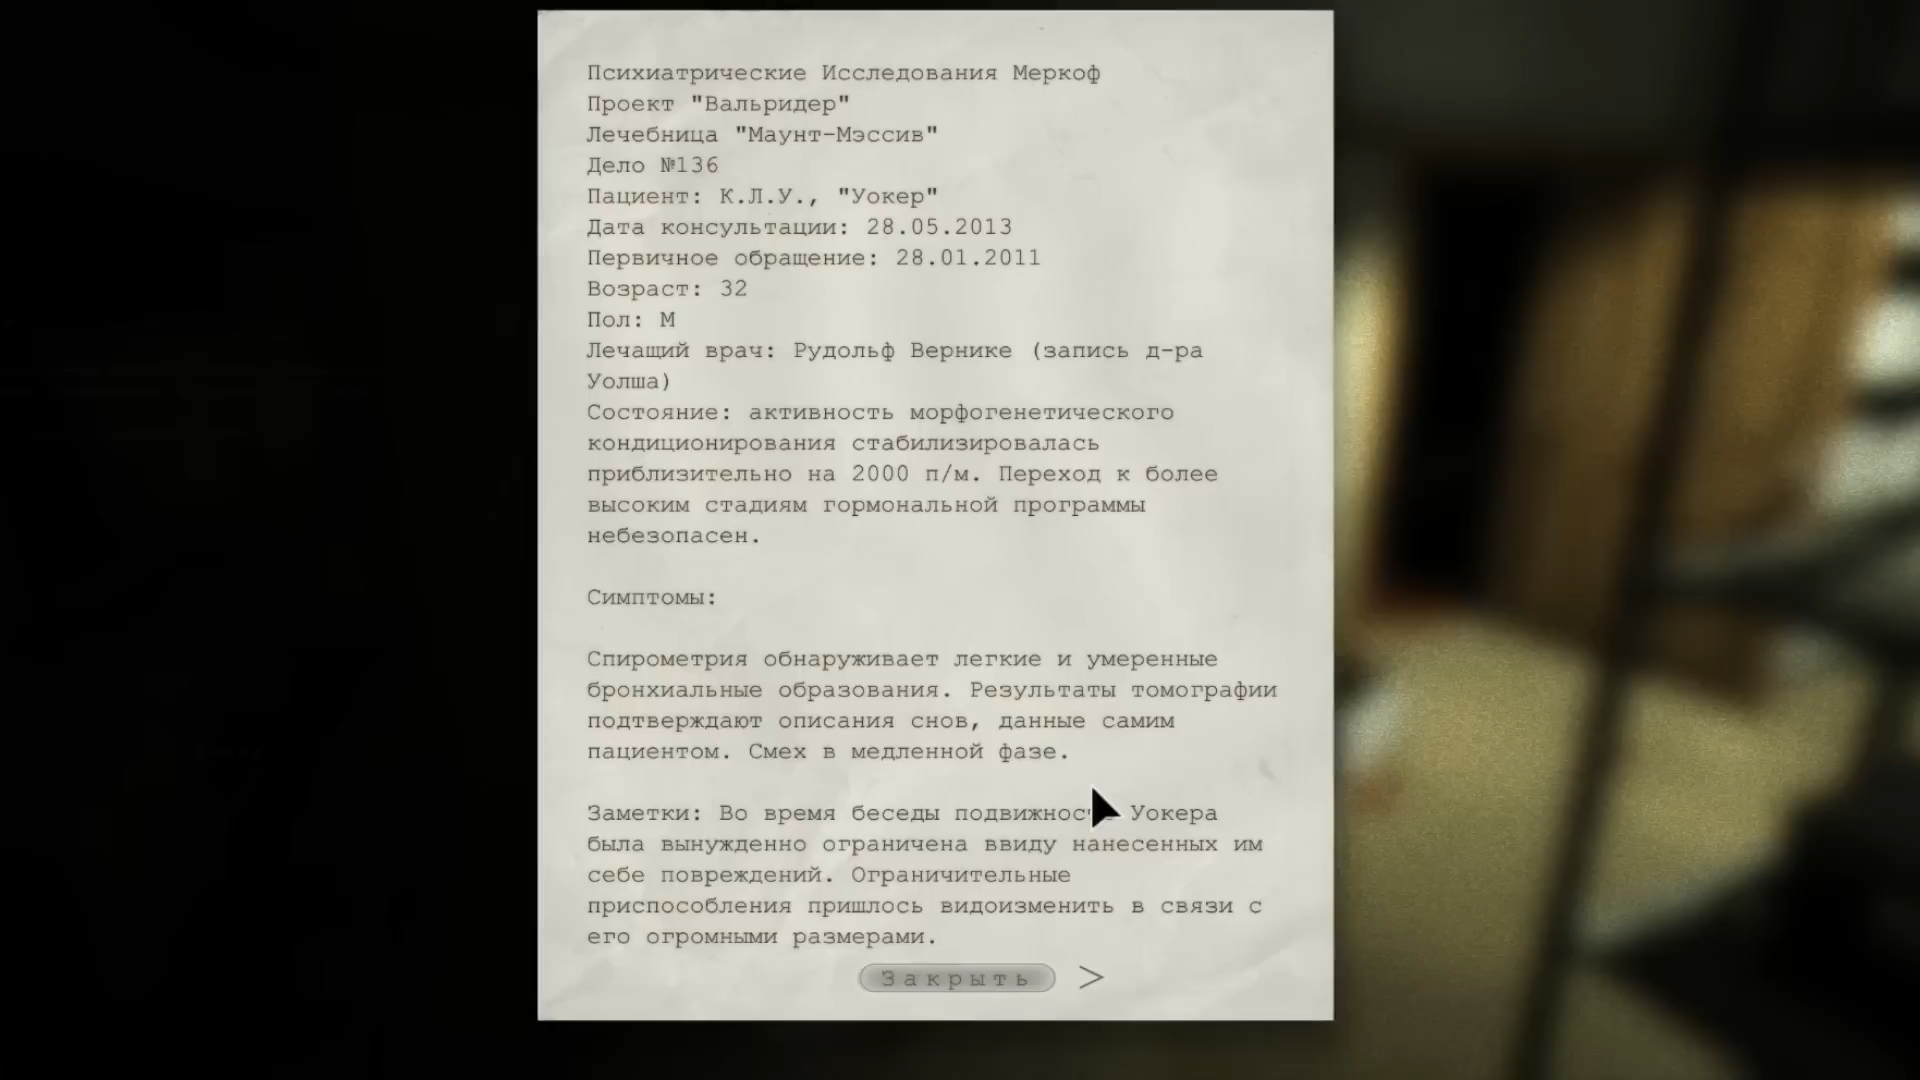 Психиатрические Исследования Меркоф
Проект "Вальридер"
Лечебница "Маунт-Мэссив"
Дело №136
Пациент: К.Л.У., "Уокер"
Дата консультации: 28.05.2013
Первичное обращение: 28.01.2011
Возраст: 32
Пол: М
Лечащий врач: Рудольф Вернике (запись д-ра
Уолша)
Состояние: активность морфогенетического
кондиционирования стабилизировалась
приблизительно на 2000 п/м. Переход к более
высоким стадиям гормональной программы
небезопасен.
Симптомы:
Спирометрия обнаруживает легкие и умеренные
бронхиальные образования. Результаты томографии
подтверждают описания снов, данные самим
пациентом. Смех в медленной фазе.
Заметки: Во время беседы подвижность Уокера
была вынужденно ограничена ввиду нанесенных им
себе повреждений. Ограничительные
приспособления пришлось видоизменить в связи с
его огромными размерами.
Закрыть >